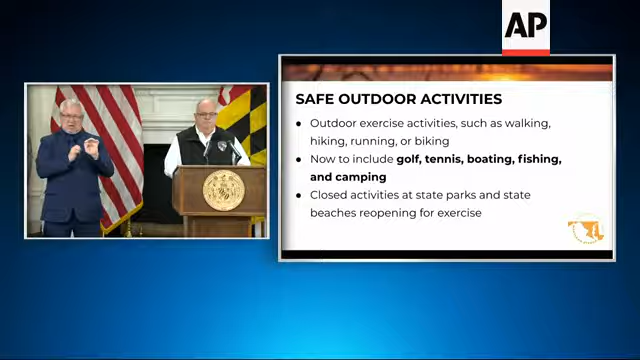 AP
SAFE OUTDOOR ACTIVITIES
● Outdoor exercise activities, such as walking,
hiking, running, or biking
● Now to include golf, tennis, boating, fishing,
and camping
● Closed activities at state parks and state
beaches reopening for exercise